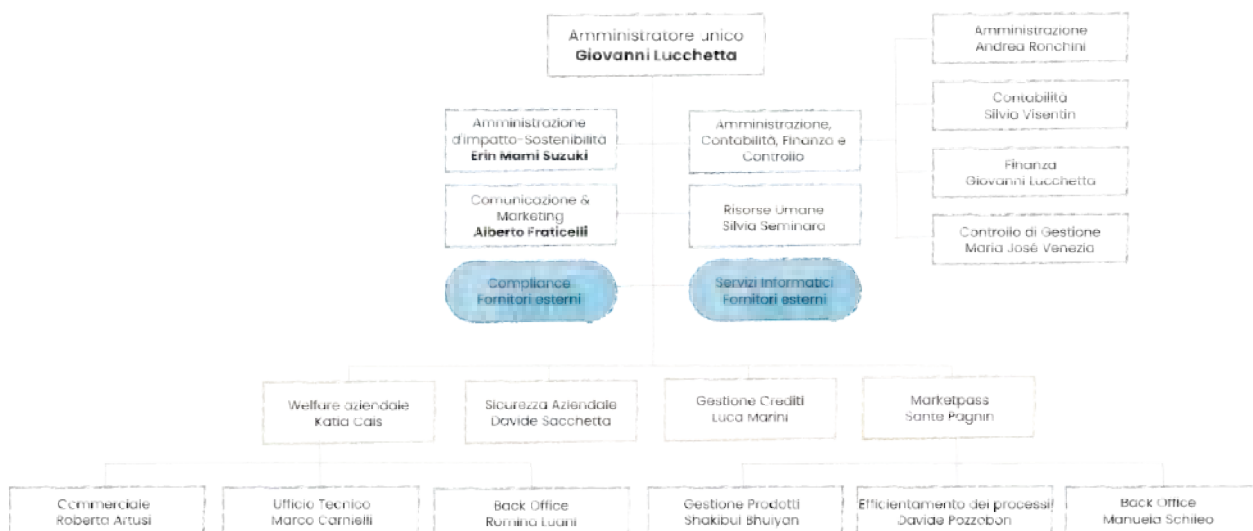 Amministratore unico
Giovanni Lucchetta
Amministrazione
Andrea Ronchini
Contabilità
Silvia Visentin
Finanza
Giovanni Lucchetta
Controllo di Gestione
Maria José Venezia
Amministrazione
d'impatto-Sostenibilità
Erin Mami Suzuki
Amministrazione,
Contabilità, Finanza e
Controllo
Comunicazione &
Marketing
Alberto Fraticelli
Risorse Umane
Silvia Seminara
Compliance
Fornitori esterni
Servizi Informatici
Fornitori esterni
Welfare aziendale
Katia Cais
Sicurezza Aziendale
Davide Sacchetta
Gestione Crediti
Luca Marini
Marketpass
Sante Pagnin
Commerciale
Roberta Artusi
Ufficio Tecnico
Marco Carnielli
Back Office
Romina
Gestione Prodotti
Shakibul Bhuiyan
Efficientamento dei processi
Davide Pozzobon
Back Office
Manuela Schileo